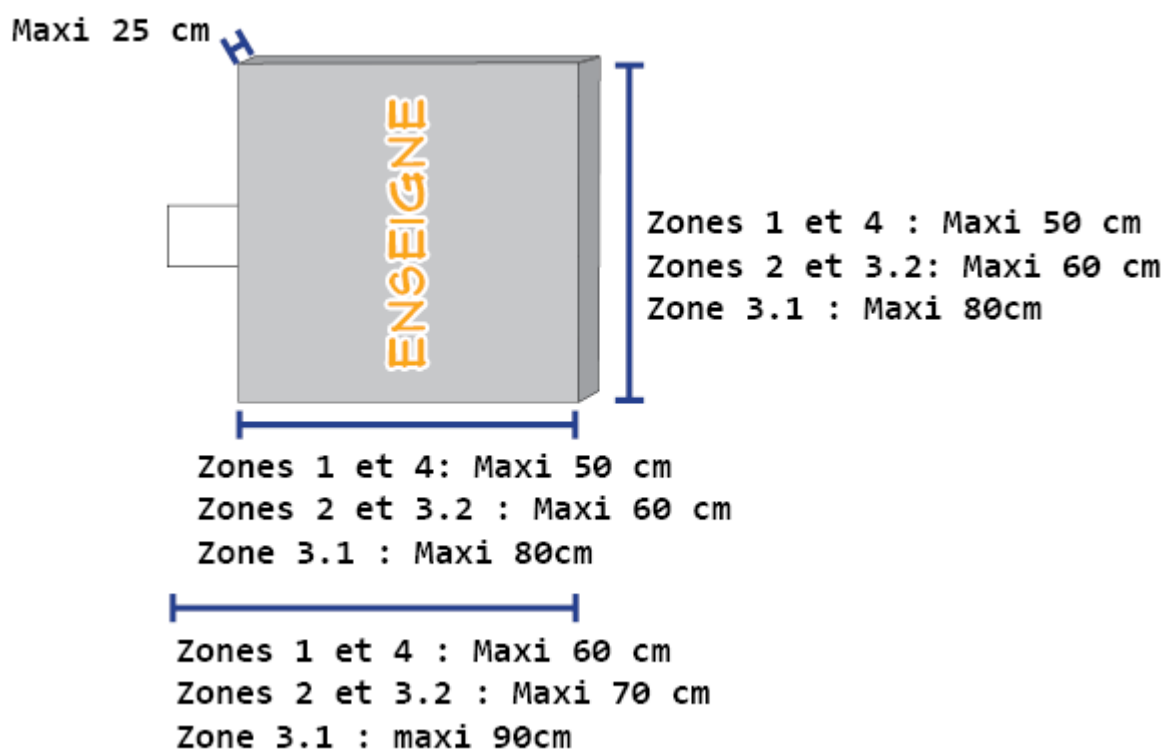 Maxi 25 cm
ENSEIGNE
Zones 1 et 4 : Maxi 50 cm
Zones 2 et 3.2: Maxi 60 cm
Zone 3.1 : Maxi 80cm
Zones 1 et 4: Maxi 50 cm
Zones 2 et 3.2 : Maxi 60 cm
Zone 3.1 : Maxi 80cm
Zones 1 et 4 : Maxi 60 cm
Zones 2 et 3.2 : Maxi 70 cm
Zone 3.1 : maxi 90cm